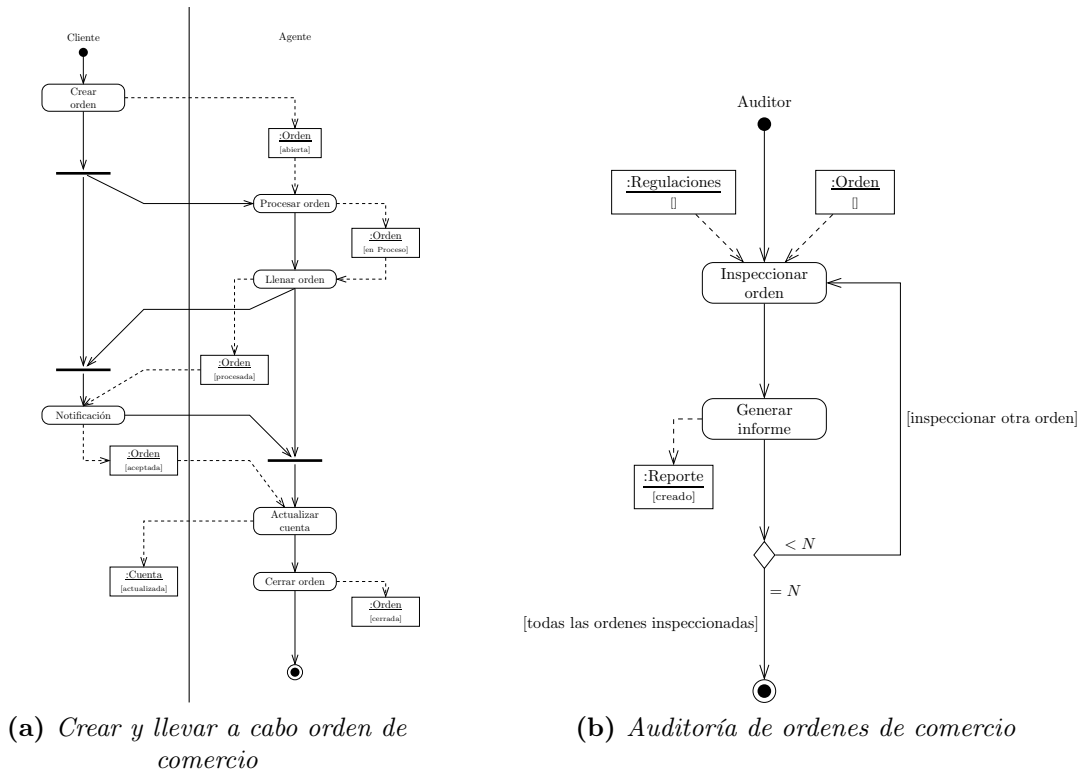 Cliente
Agente
Crear
orden
:Orden
[abierta]
Procesar orden
:Orden
[en Proceso]
Llenar orden
:Orden
[procesada]
Notificación
:Orden
[aceptada]
Actualizar
cuenta
:Cuenta
[actualizada]
Cerrar orden
:Orden
[cerrada]
(a) Crear y llevar a cabo orden de
comercio
Auditor
:Regulaciones
[]
:Orden
[]
Inspeccionar
orden
Generar
informe
[inspeccionar otra orden]
:Reporte
[creado]
< N
= N
[todas las ordenes inspeccionadas]
(b) Auditoría de ordenes de comercio